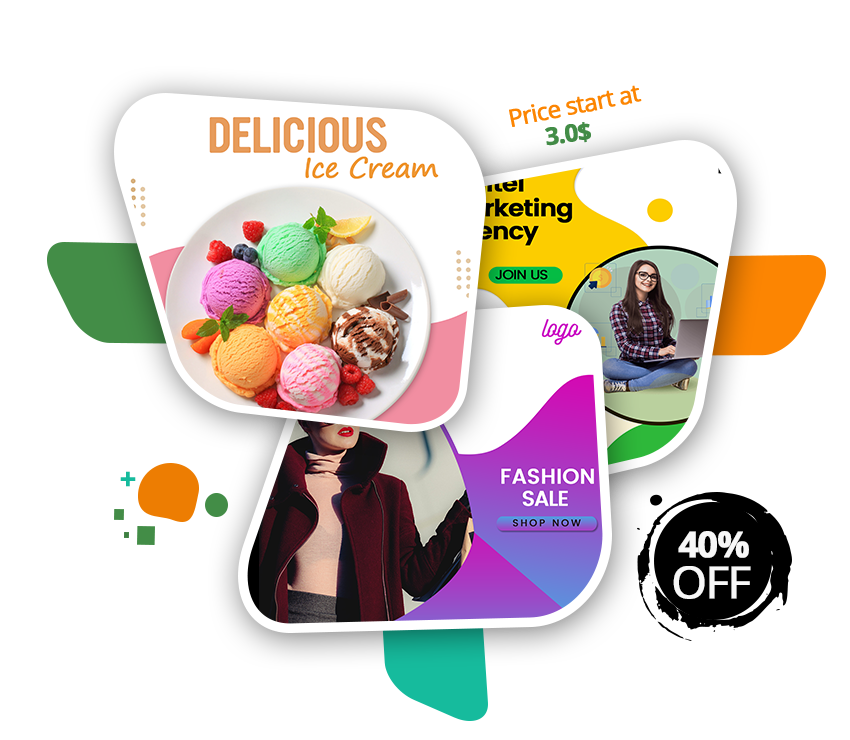 DELICIOUS
Ice Cream
Price start at
3.0$
rketing
ency
JOIN US
logo
FASHION
SALE
SHOP NOW
40%
OFF